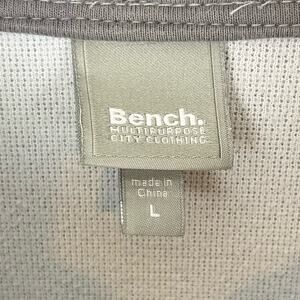 Bench.
MULTIPURPOSE
CITY CLOTHING
made in
China
L